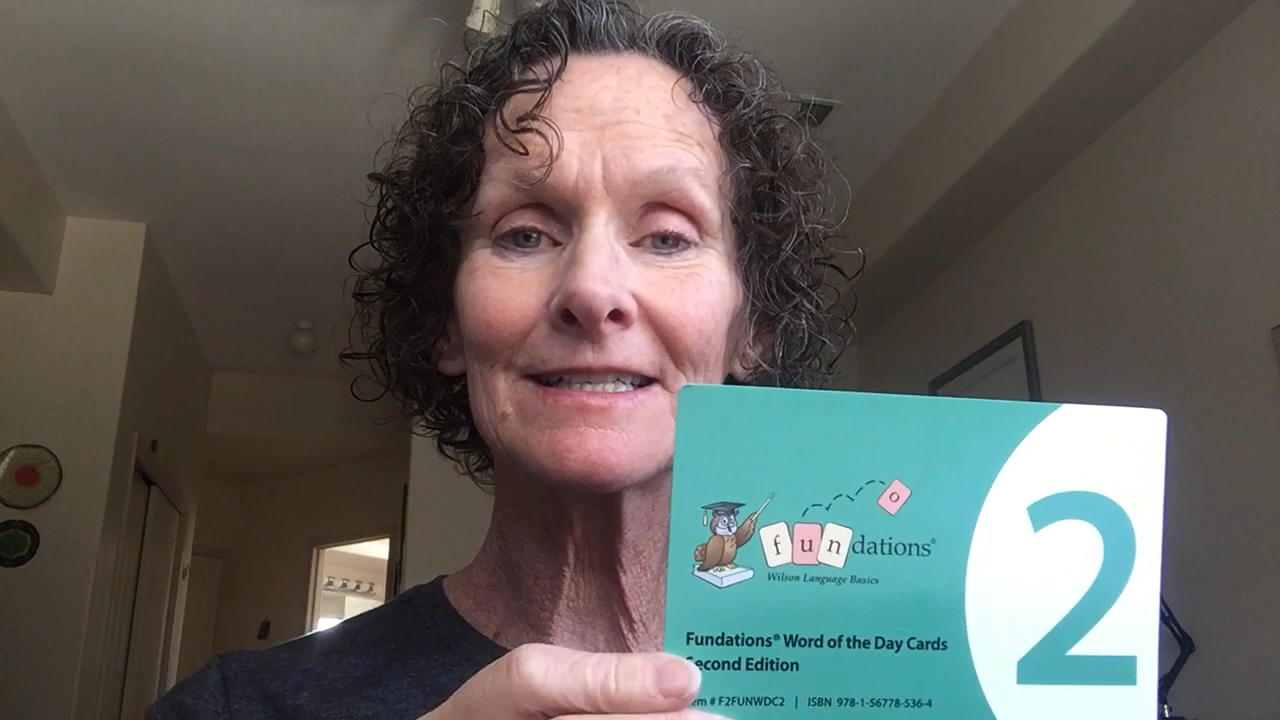 o
fundations®
Wilson Language Basics
2
Fundations® Word of the Day Cards
Second Edition
em # F2FUNWDC2 | ISBN 978-1-56778-536-4